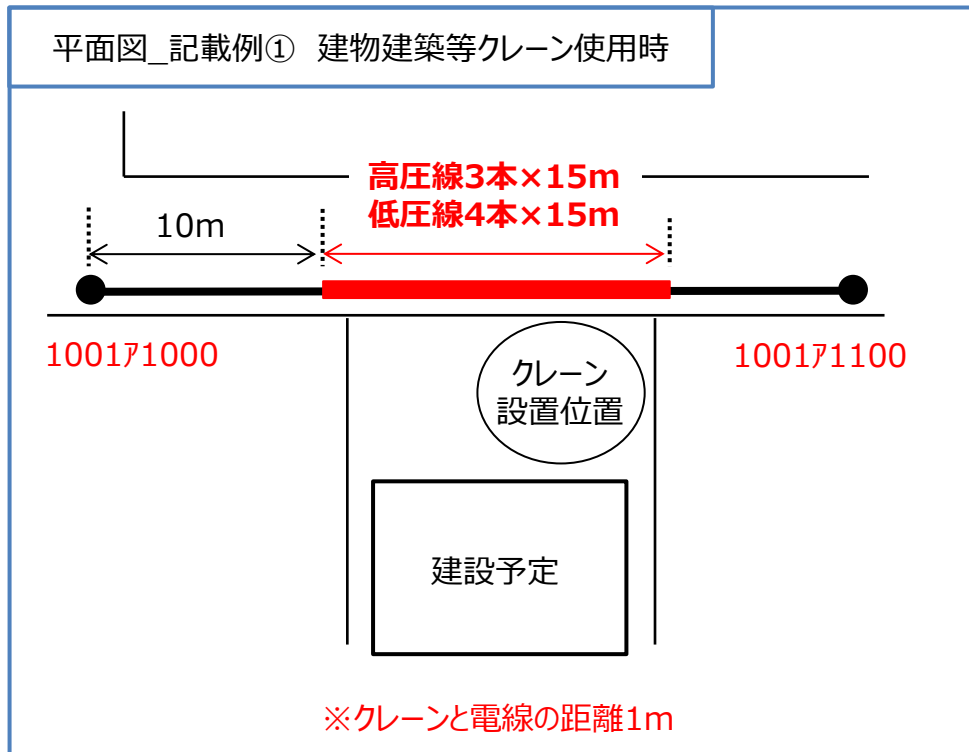 平面図_記載例① 建物建築等クレーン使用時
高圧線3本×15m
低圧線4本×15m
10m
1001ｱ1000
1001ｱ1100
クレーン
設置位置
建設予定
※クレーンと電線の距離1m